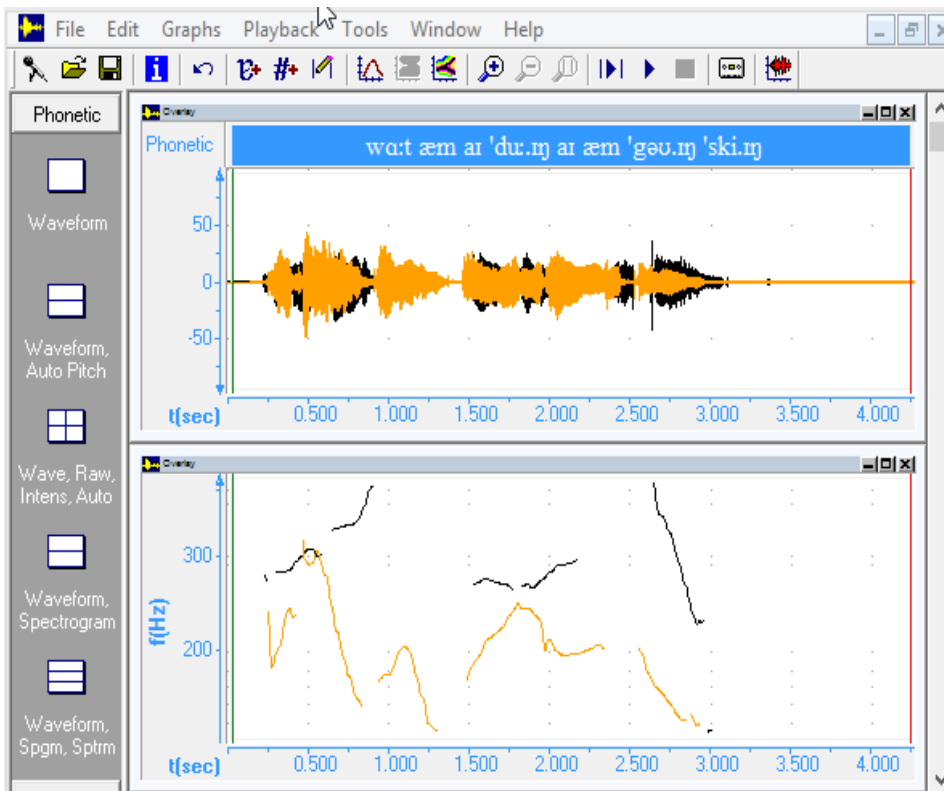 File Edit Graphs Playback Tools Window Help
Phonetic
Waveform
Waveform,
Auto Pitch
Wave, Raw,
Intens, Auto
Waveform,
Spectrogram
Waveform,
Spgm, Sptrm
Overlay
Phonetic wɑːt æm aɪ 'duː.ɪŋ aɪ æm 'gəʊ.ɪŋ 'ski.ɪŋ
50
0
-50
t(sec) 0.500 1.000 1.500 2.000 2.500 3.000 3.500 4.000
Overlay
300
f(Hz)
200
t(sec) 0.500 1.000 1.500 2.000 2.500 3.000 3.500 4.000